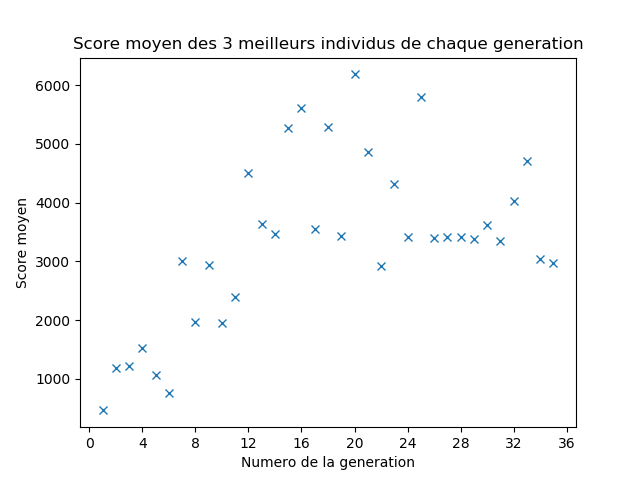 Score moyen des 3 meilleurs individus de chaque generation
6000
5000
4000
3000
2000
1000
Score moyen
0 4 8 12 16 20 24 28 32 36
Numero de la generation